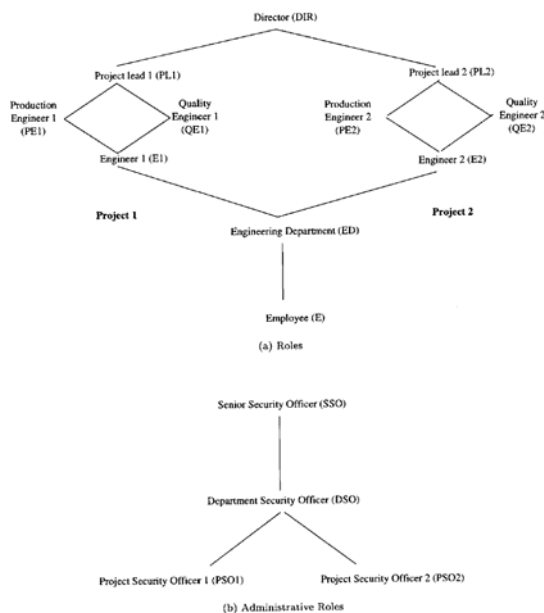 Director (DIR)
Project lead 1 (PL1)
Project lead 2 (PL2)
Production
Engineer 1
(PE1)
Quality
Engineer 1
(QE1)
Production
Engineer 2
(PE2)
Quality
Engineer 2
(QE2)
Engineer 1 (E1)
Engineer 2 (E2)
Project 1
Project 2
Engineering Department (ED)
Employee (E)
(a) Roles
Senior Security Officer (SSO)
Department Security Officer (DSO)
Project Security Officer 1 (PSO1)
Project Security Officer 2 (PSO2)
(b) Administrative Roles